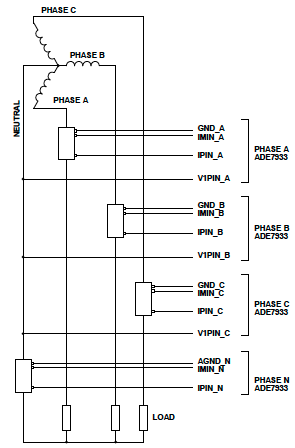 PHASE C
PHASE B
PHASE A
NEUTRAL
GND_A
IMIN_A
IPIN_A
V1PIN_A
PHASE A
ADE7933
GND_B
IMIN_B
IPIN_B
V1PIN_B
PHASE B
ADE7933
GND_C
IMIN_C
IPIN_C
V1PIN_C
PHASE C
ADE7933
AGND_N
IMIN_N
IPIN_N
PHASE N
ADE7933
LOAD